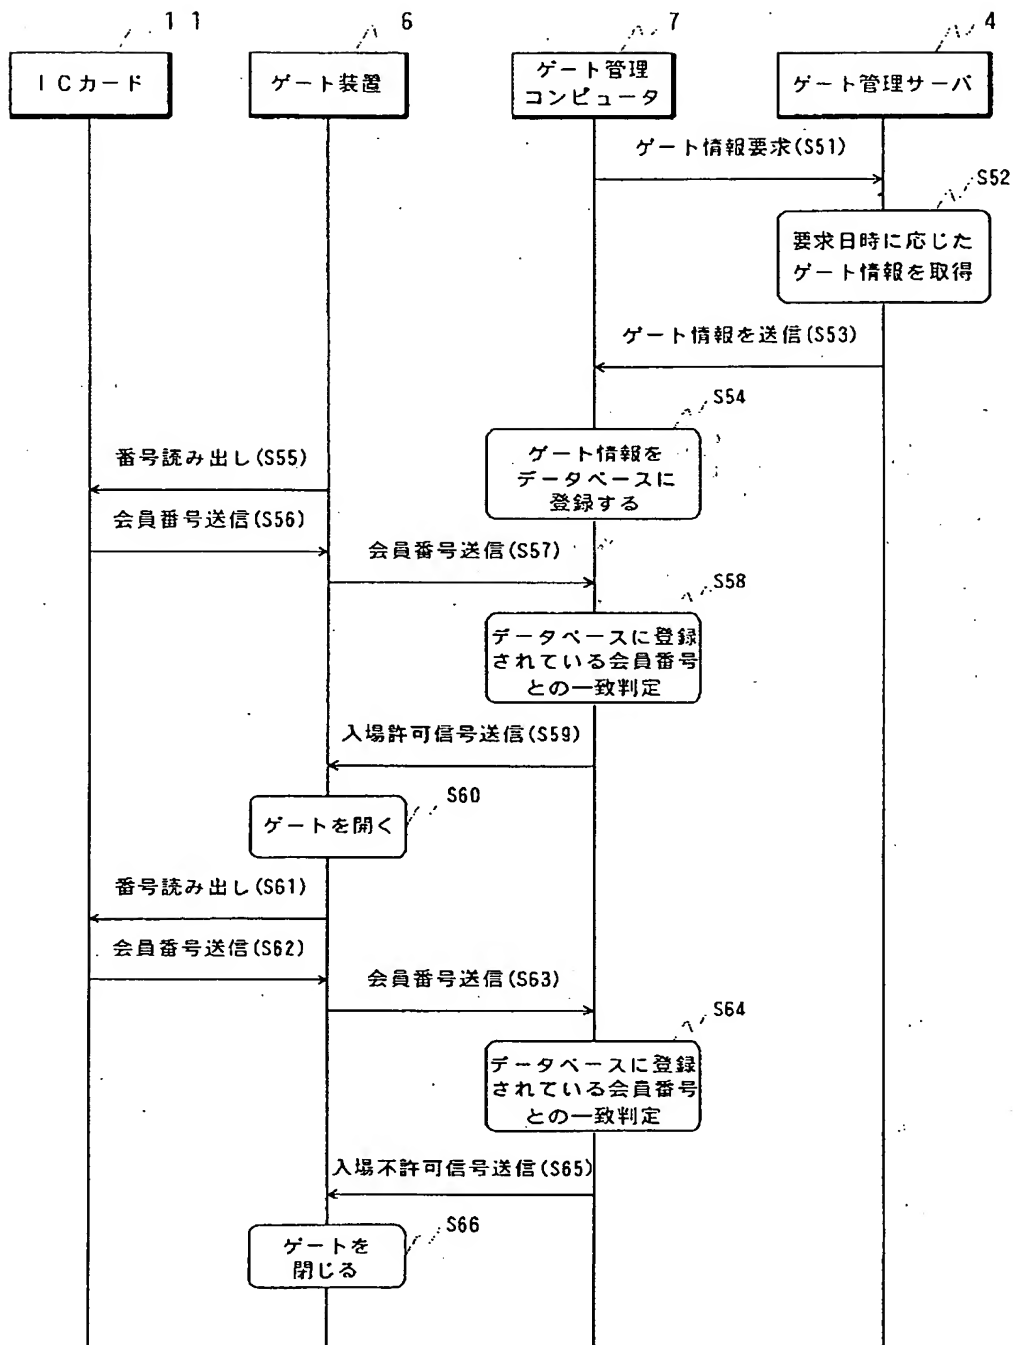 11
6
7
4
ICカード
ゲート装置
ゲート管理
コンピュータ
ゲート管理サーバ
ゲート情報要求(S51)
S52
要求日時に応じた
ゲート情報を取得
ゲート情報を送信(S53)
S54
ゲート情報を
データベースに
登録する
番号読み出し(S55)
会員番号送信(S56)
会員番号送信(S57)
S58
データベースに登録
されている会員番号
との一致判定
入場許可信号送信(S59)
S60
ゲートを開く
番号読み出し(S61)
会員番号送信(S62)
会員番号送信(S63)
S64
データベースに登録
されている会員番号
との一致判定
入場不許可信号送信(S65)
S66
ゲートを
閉じる